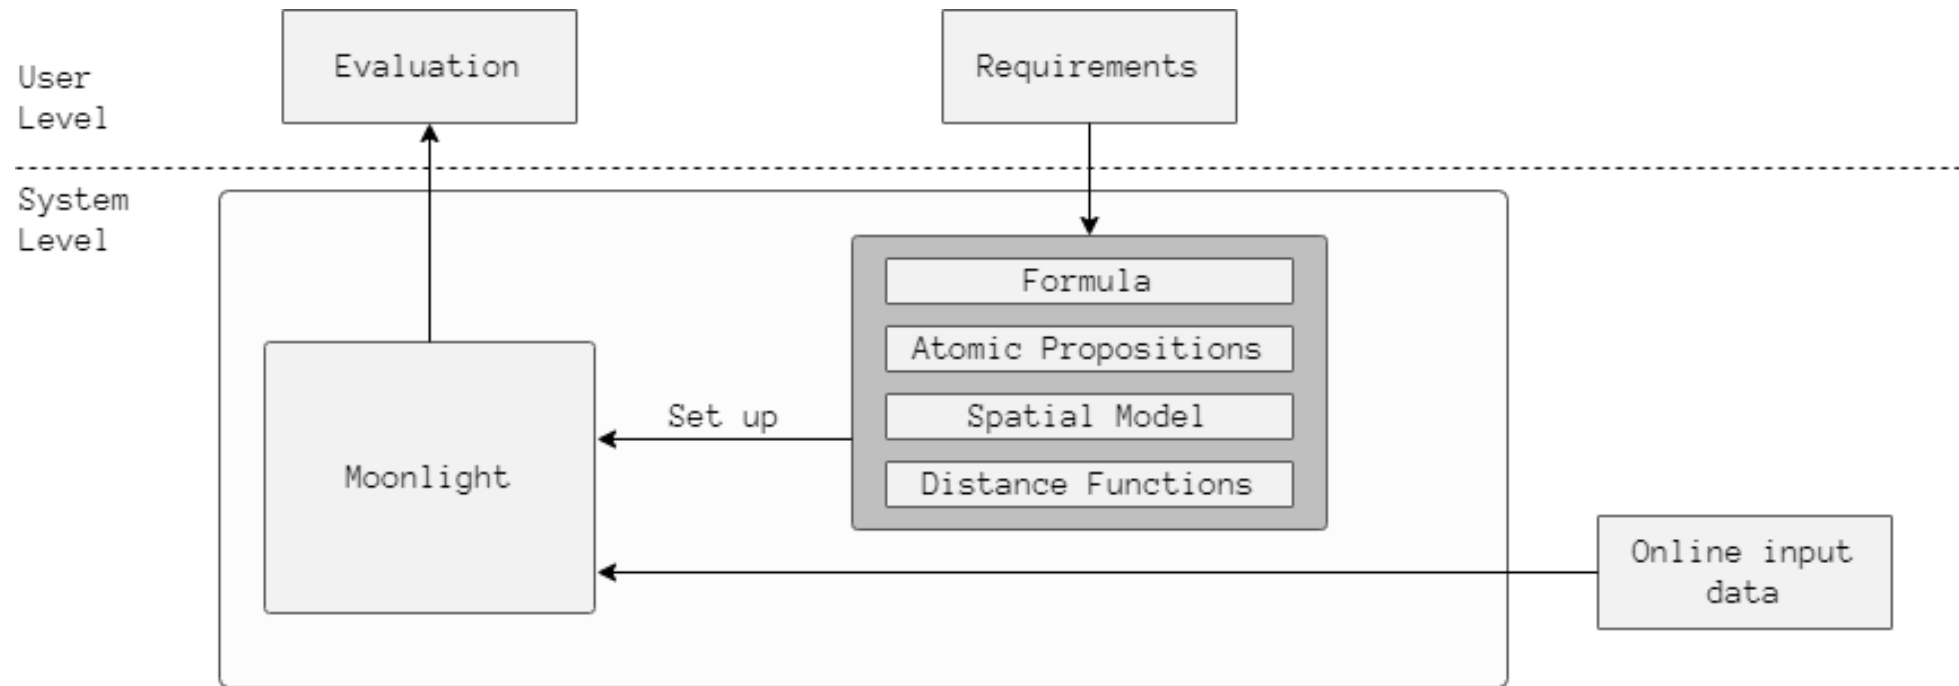 Evaluation
Requirements
User
Level
System
Level
Formula
Atomic Propositions
Set up
Spatial Model
Moonlight
Distance Functions
Online input
data